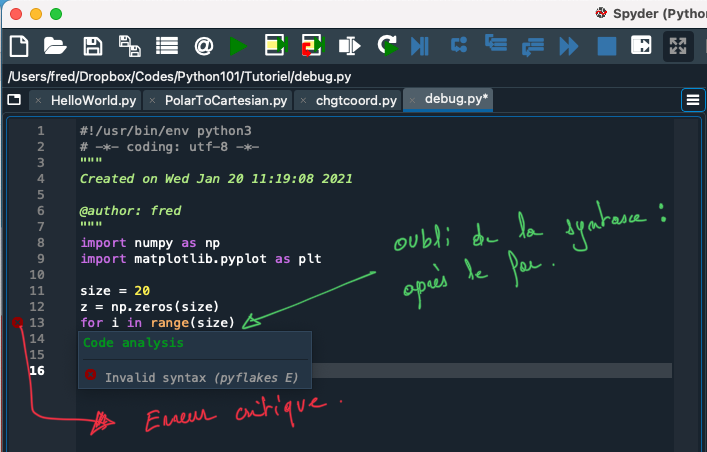 Spyder (Pytho
/Users/fred/Dropbox/Codes/Python101/Tutoriel/debug.py
HelloWorld.py PolarToCartesian.py chgtcoord.py debug.py*
1 #!/usr/bin/env python3
2 # -*- coding: utf-8 -*-
3 """
4 Created on Wed Jan 20 11:19:08 2021
5
6 @author: fred
7 """
8 import numpy as np
9 import matplotlib.pyplot as plt
10
11 size = 20
12 z = np.zeros(size)
13 for i in range(size)
14
15
16
Code analysis
Invalid syntax (pyflakes E)
oubli de la syntaxe :
après le for.
Erreur critique.